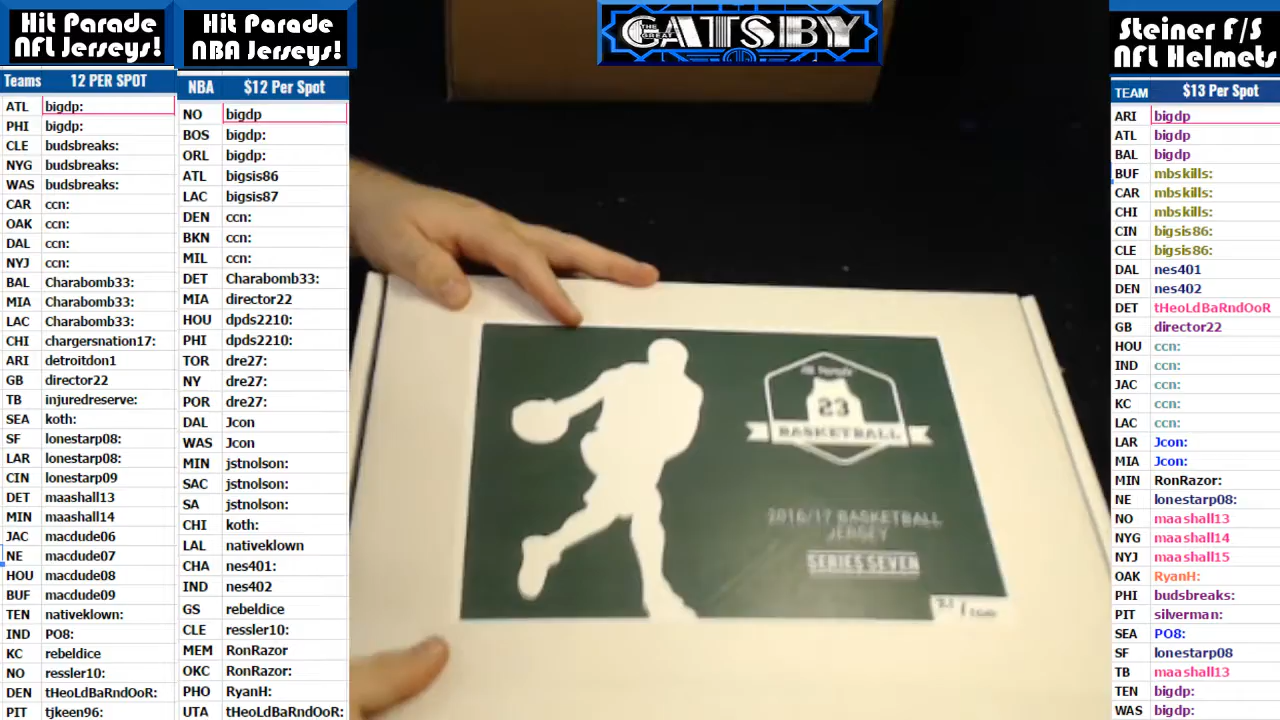 Hit Parade
NFL Jerseys!
Teams 12 PER SPOT
ATL bigdp:
PHI bigdp:
CLE budsbreaks:
NYG budsbreaks:
WAS budsbreaks:
CAR ccn:
OAK ccn:
DAL ccn:
NYJ ccn:
BAL Charabomb33:
MIA Charabomb33:
LAC Charabomb33:
CHI chargersnation17:
ARI detroitdon1
GB director22
TB injuredreserve:
SEA koth:
SF lonestarp08:
LAR lonestarp08:
CIN lonestarp09
DET maashall13
MIN maashall14
JAC macdude06
NE macdude07
HOU macdude08
BUF macdude09
TEN nativeklown:
IND PO8:
KC rebeldice
NO ressler10:
DEN tHeoLdBaRndOoR:
PIT tjkeen96:
Hit Parade
NBA Jerseys!
NBA $12 Per Spot
NO bigdp
BOS bigdp:
ORL bigdp:
ATL bigsis86
LAC bigsis87
DEN ccn:
BKN ccn:
MIL ccn:
DET Charabomb33:
MIA director22
HOU dpds2210:
PHI dpds2210:
TOR dre27:
NY dre27:
POR dre27:
DAL Jcon
WAS Jcon
MIN jstnolson:
SAC jstnolson:
SA jstnolson:
CHI koth:
LAL nativeklown
CHA nes401:
IND nes402
GS rebeldice
CLE ressler10:
MEM RonRazor
OKC RonRazor:
PHO RyanH:
UTA tHeoLdBaRndOoR:
THE GREAT
GATSBY
Hit Parade
23
BASKETBALL
2016/17 BASKETBALL
JERSEY
SERIES SEVEN
Steiner F/S
NFL Helmets
TEAM $13 Per Spot
ARI bigdp
ATL bigdp
BAL bigdp
BUF mbskills:
CAR mbskills:
CHI mbskills:
CIN bigsis86:
CLE bigsis86:
DAL nes401
DEN nes402
DET tHeoLdBaRndOoR
GB director22
HOU ccn:
IND ccn:
JAC ccn:
KC ccn:
LAC ccn:
LAR Jcon:
MIA Jcon:
MIN RonRazor:
NE lonestarp08:
NO maashall13
NYG maashall14
NYJ maashall15
OAK RyanH:
PHI budsbreaks:
PIT silverman:
SEA PO8:
SF lonestarp08
TB maashall13
TEN bigdp:
WAS bigdp: